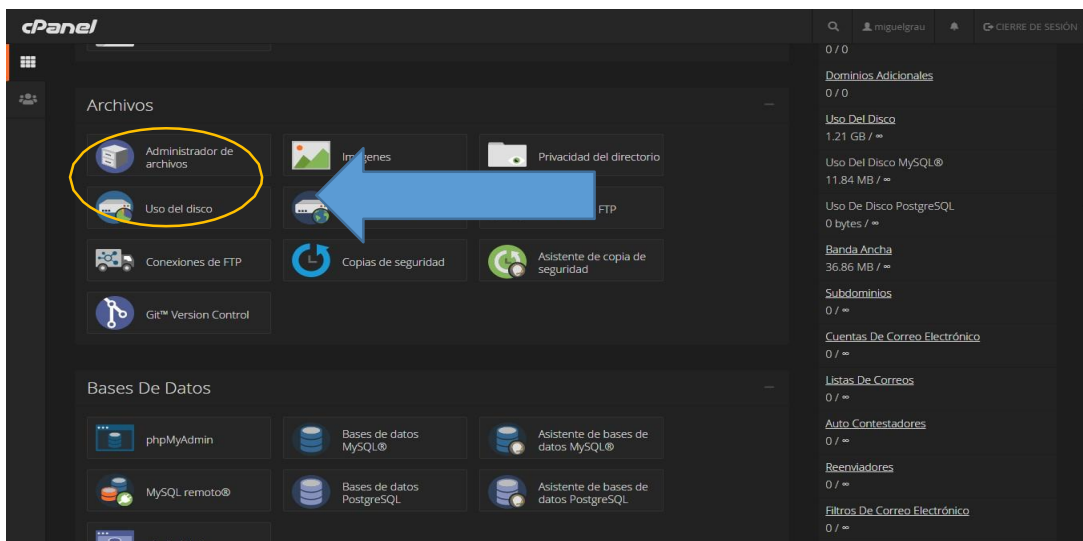 cPanel
miguelgrau
CIERRE DE SESIÓN
0 / 0
Dominios Adicionales
0 / 0
Archivos
Uso Del Disco
1.21 GB / ∞
Administrador de
archivos
Imágenes
Privacidad del directorio
Uso Del Disco MySQL®
11.84 MB / ∞
Uso del disco
FTP
Uso De Disco PostgreSQL
0 bytes / ∞
Conexiones de FTP
Copias de seguridad
Asistente de copia de
seguridad
Banda Ancha
36.86 MB / ∞
Git™ Version Control
Subdominios
0 / ∞
Cuentas De Correo Electrónico
0 / ∞
Bases De Datos
Listas De Correos
0 / ∞
phpMyAdmin
Bases de datos
MySQL®
Asistente de bases de
datos MySQL®
Auto Contestadores
0 / ∞
MySQL remoto®
Bases de datos
PostgreSQL
Asistente de bases de
datos PostgreSQL
Reenviadores
0 / ∞
Filtros De Correo Electrónico
0 / ∞